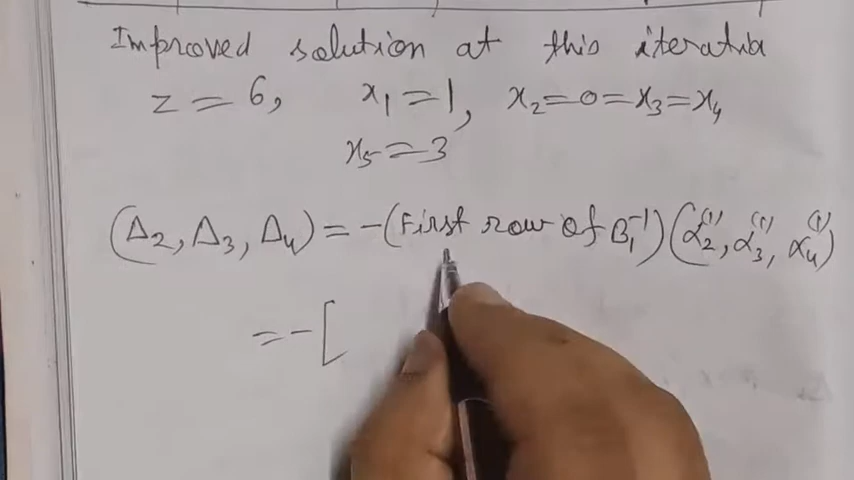 Improved solution at this iteratin
z = 6, x₁ = 1, x₂ = 0 = x₃ = x₄
x₅ = 3
(Δ₂, Δ₃, Δ₄) = -(First row of B₁⁻¹)(α₂⁽¹⁾, α₃⁽¹⁾, α₄⁽¹⁾)
= - [